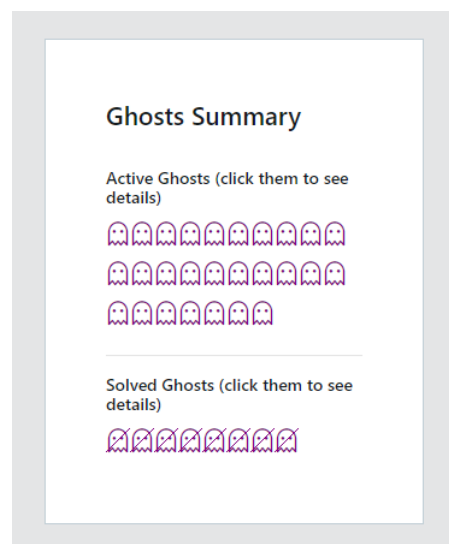 Ghosts Summary
Active Ghosts (click them to see
details)
Solved Ghosts (click them to see
details)